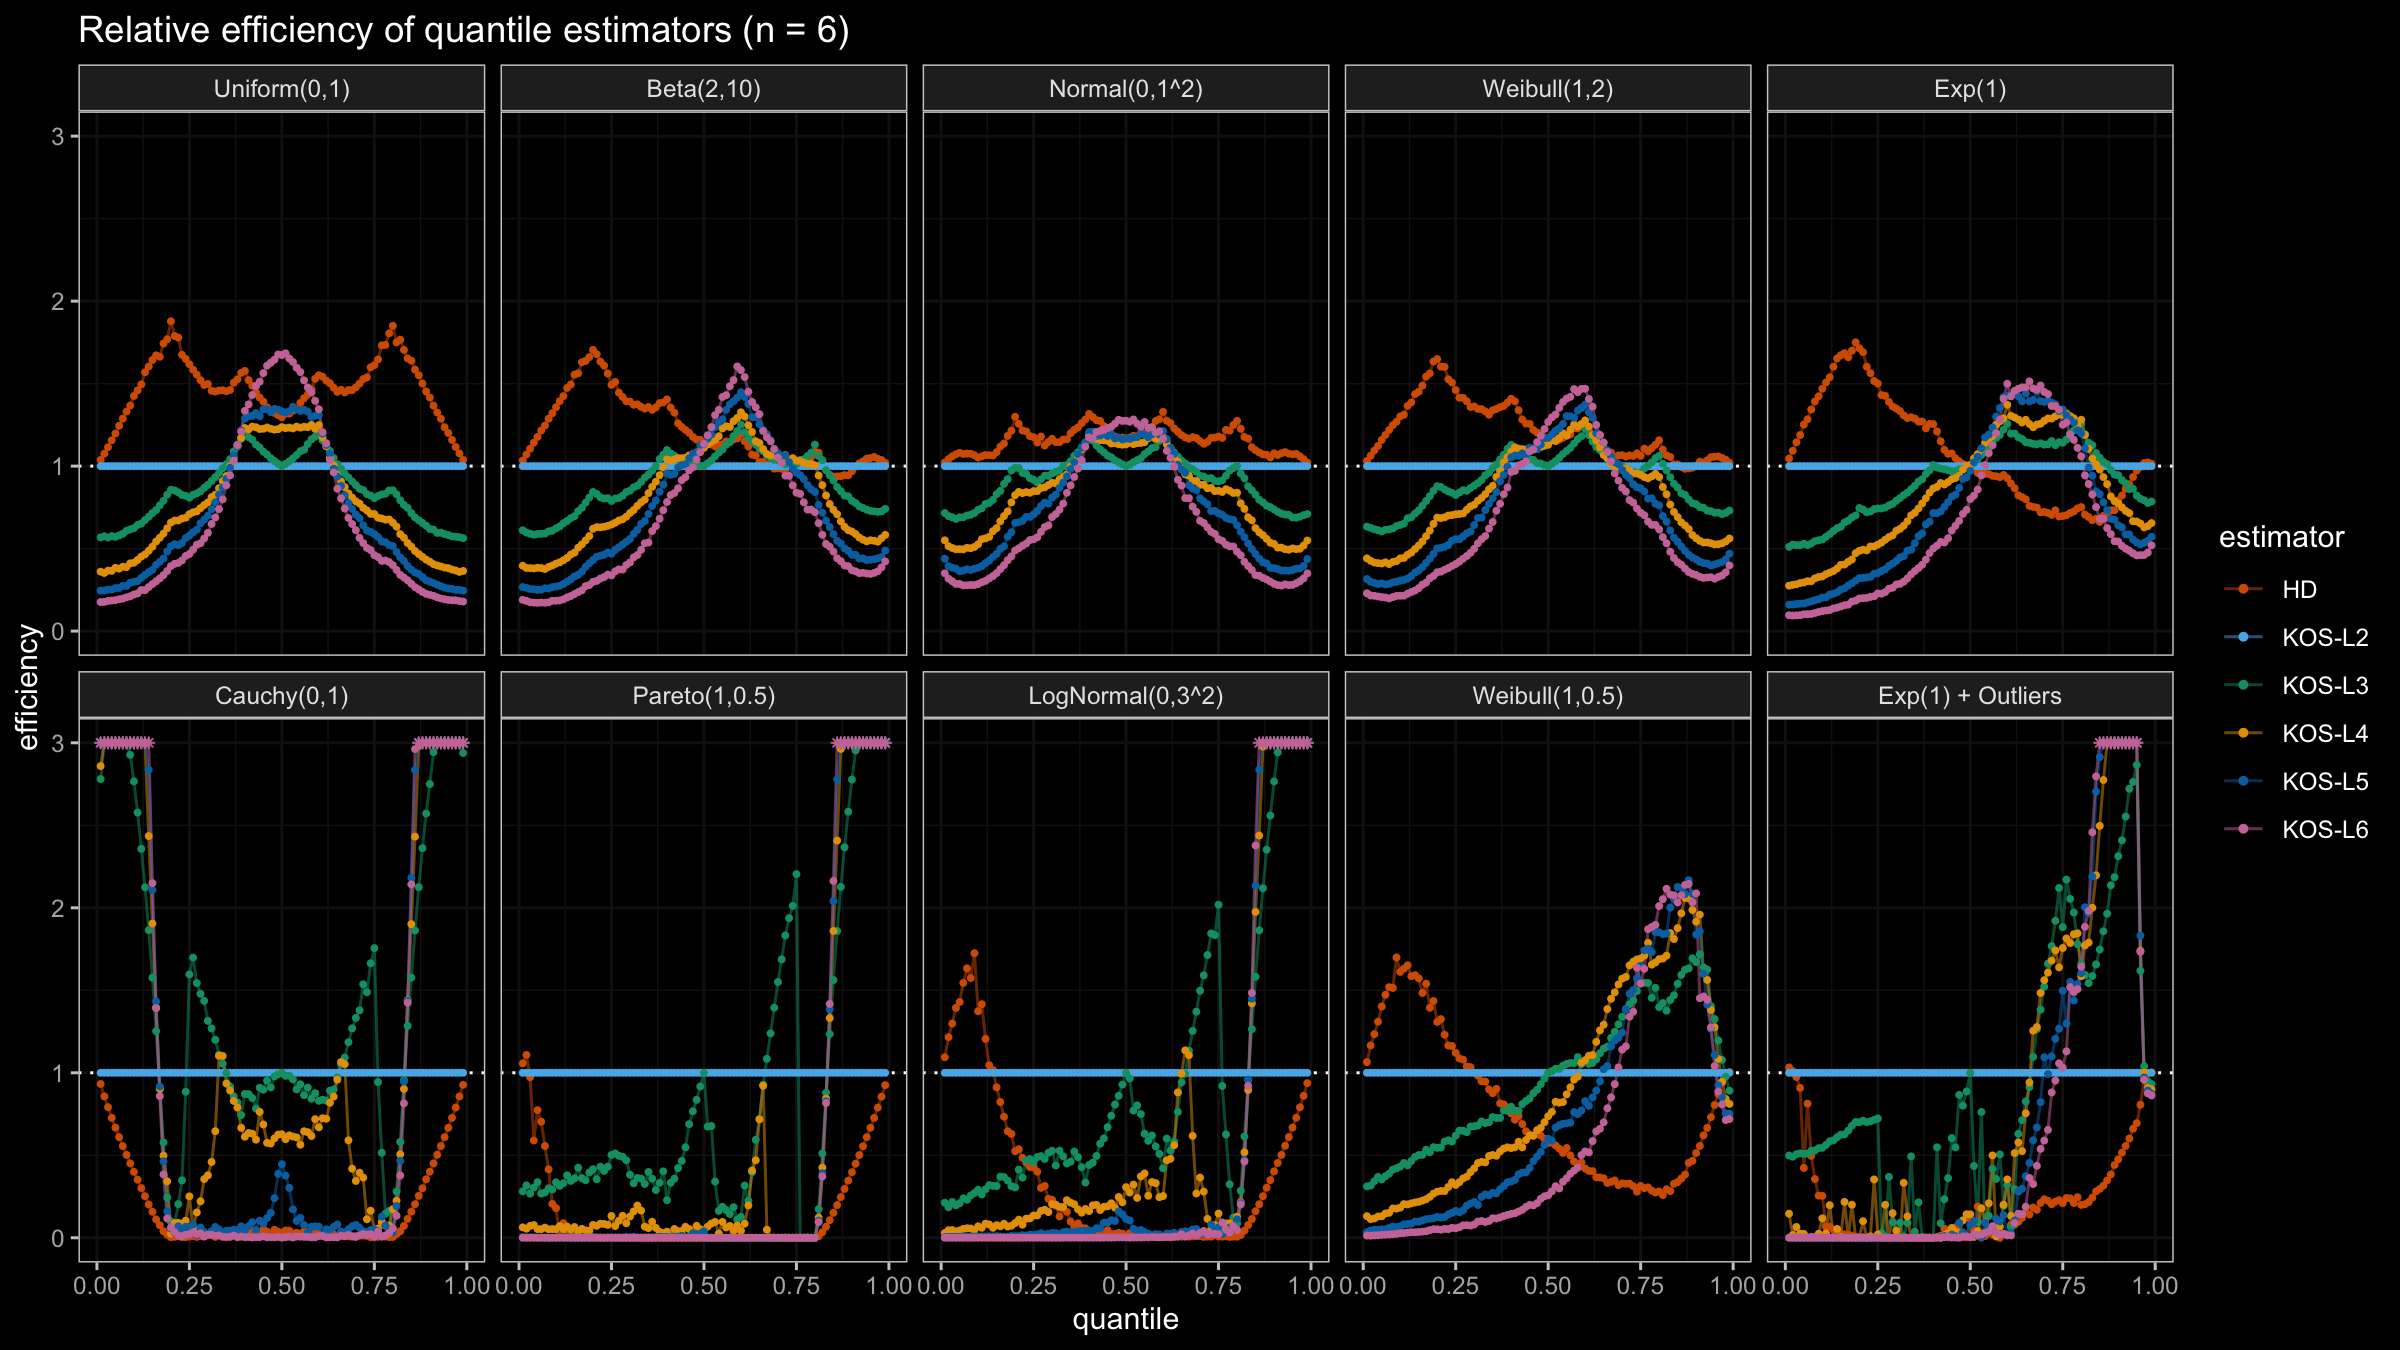 Relative efficiency of quantile estimators (n = 6)
Uniform(0,1)
Beta(2,10)
Normal(0,1^2)
Weibull(1,2)
Exp(1)
3
2
1
0
Cauchy(0,1)
Pareto(1,0.5)
LogNormal(0,3^2)
Weibull(1,0.5)
Exp(1) + Outliers
3
2
1
0
0.00 0.25 0.50 0.75 1.00
0.00 0.25 0.50 0.75 1.00
0.00 0.25 0.50 0.75 1.00
0.00 0.25 0.50 0.75 1.00
0.00 0.25 0.50 0.75 1.00
quantile
efficiency
estimator
HD
KOS-L2
KOS-L3
KOS-L4
KOS-L5
KOS-L6